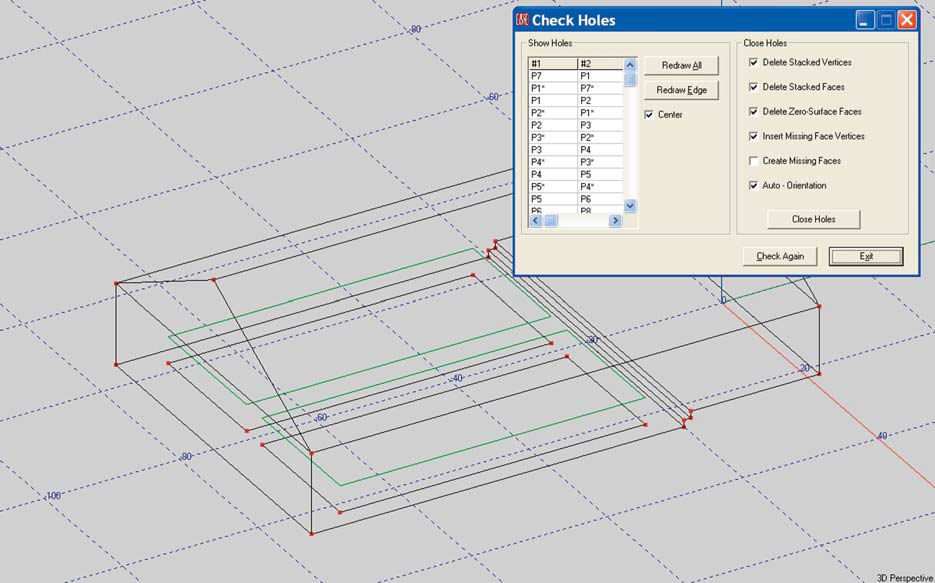 -80
-60
Check Holes
Show Holes
#1 #2
P7 P1
P1* P7*
P1 P2
P2* P1*
P2 P3
P3* P2*
P3 P4
P4* P3*
P4 P5
P5* P4*
P5 P6
P6 P8
Redraw All
Redraw Edge
Center
Close Holes
Delete Stacked Vertices
Delete Stacked Faces
Delete Zero-Surface Faces
Insert Missing Face Vertices
Create Missing Faces
Auto - Orientation
Close Holes
Check Again
Exit
0
20
-40
-60
40
-80
-100
3D Perspective